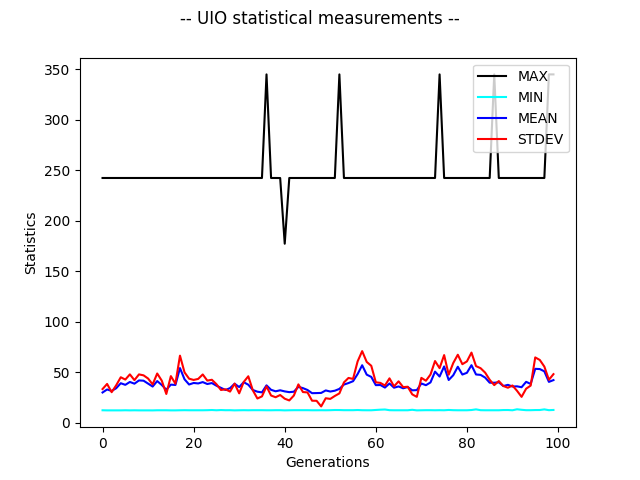 -- UIO statistical measurements --
350
300
250
200
150
100
50
0
Statistics
MAX
MIN
MEAN
STDEV
0
20
40
60
80
100
Generations